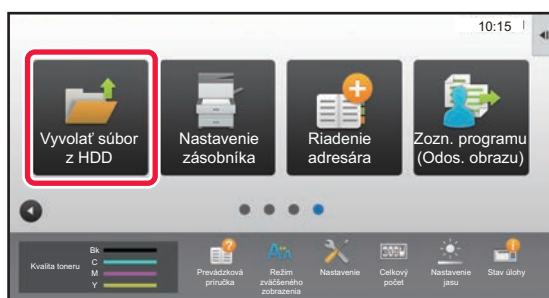 10:15
Vyvolať súbor
z HDD
Nastavenie
zásobníka
Riadenie
adresára
Zozn. programu
(Odos. obrazu)
Kvalita toneru
Bk
C
M
Y
Prevádzková
príručka
Režim
zväčšeného
zobrazenia
Nastavenie
Celkový
počet
Nastavenie
jasu
Stav úlohy